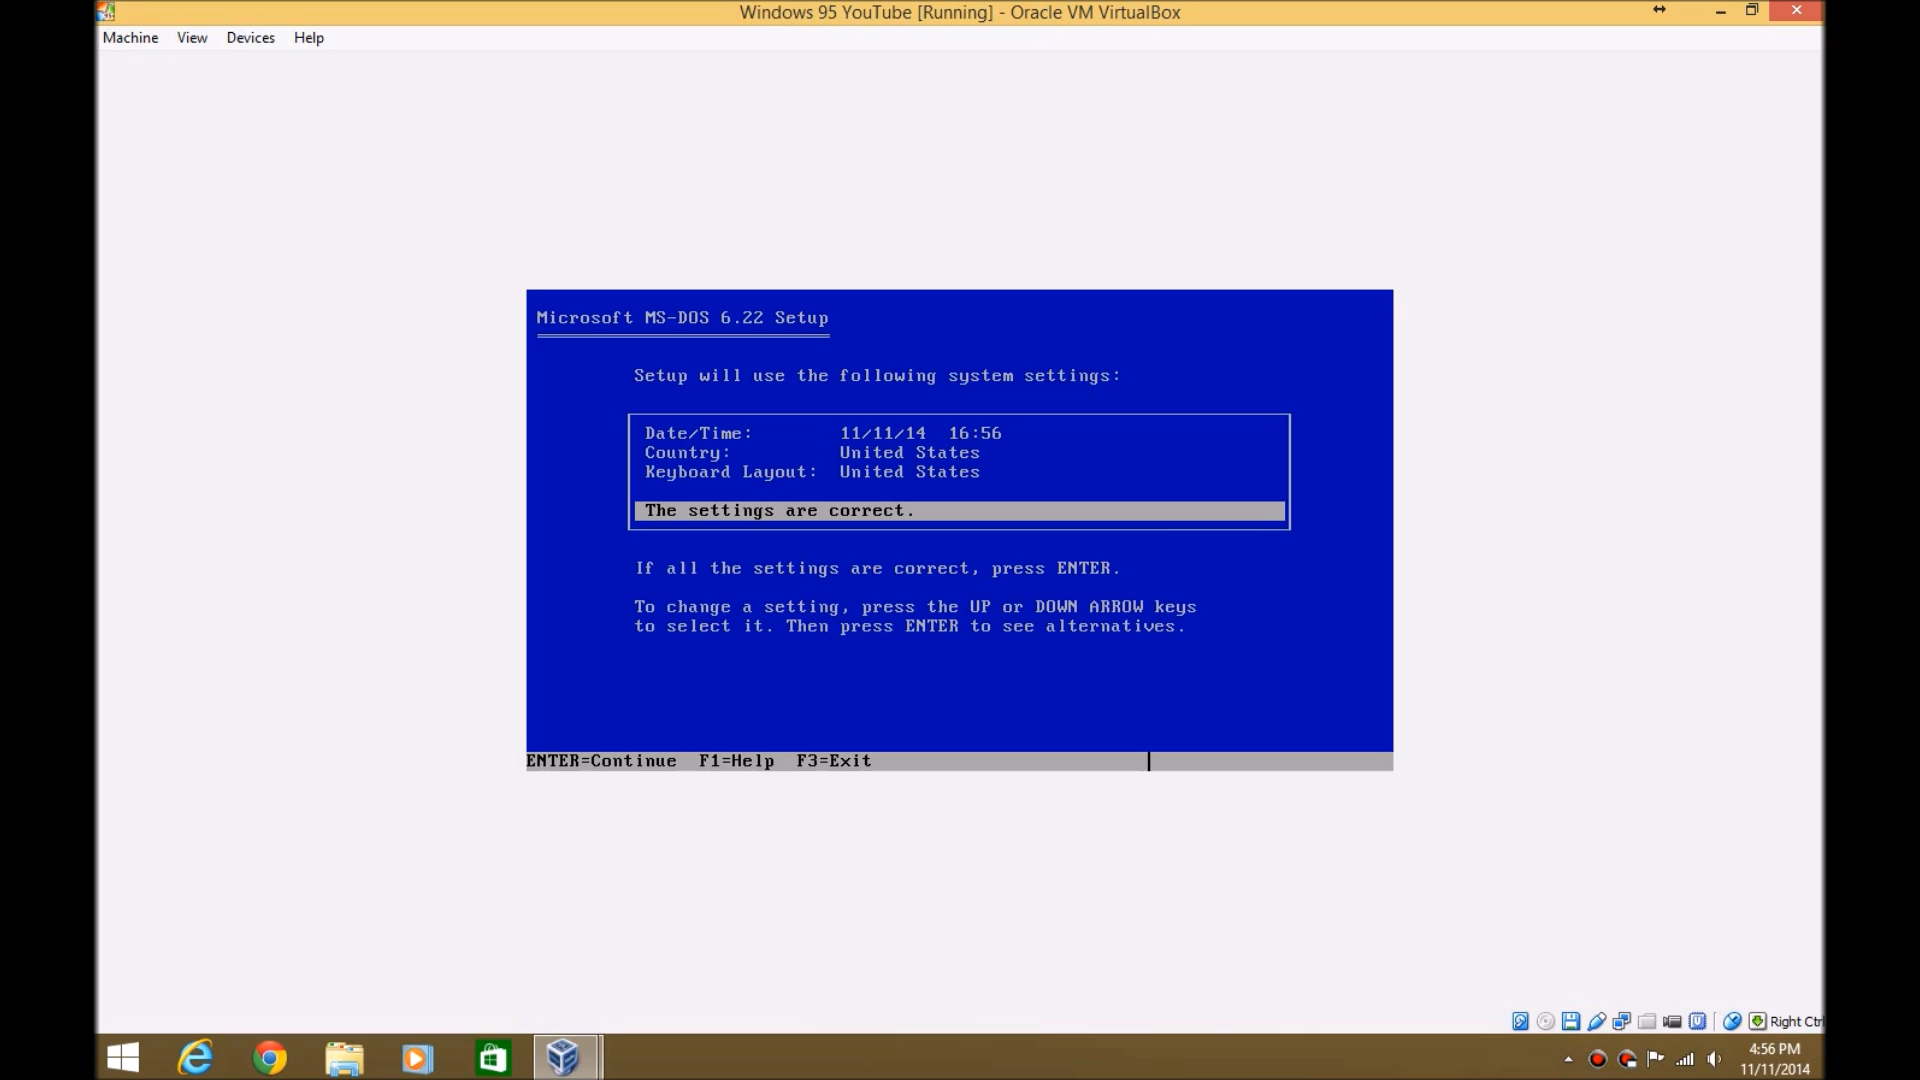 Windows 95 YouTube [Running] - Oracle VM VirtualBox
Machine View Devices Help
Microsoft MS-DOS 6.22 Setup
Setup will use the following system settings:
Date/Time: 11/11/14 16:56
Country: United States
Keyboard Layout: United States
The settings are correct.
If all the settings are correct, press ENTER.
To change a setting, press the UP or DOWN ARROW keys
to select it. Then press ENTER to see alternatives.
ENTER=Continue F1=Help F3=Exit
Right Ctrl
4:56 PM
11/11/2014